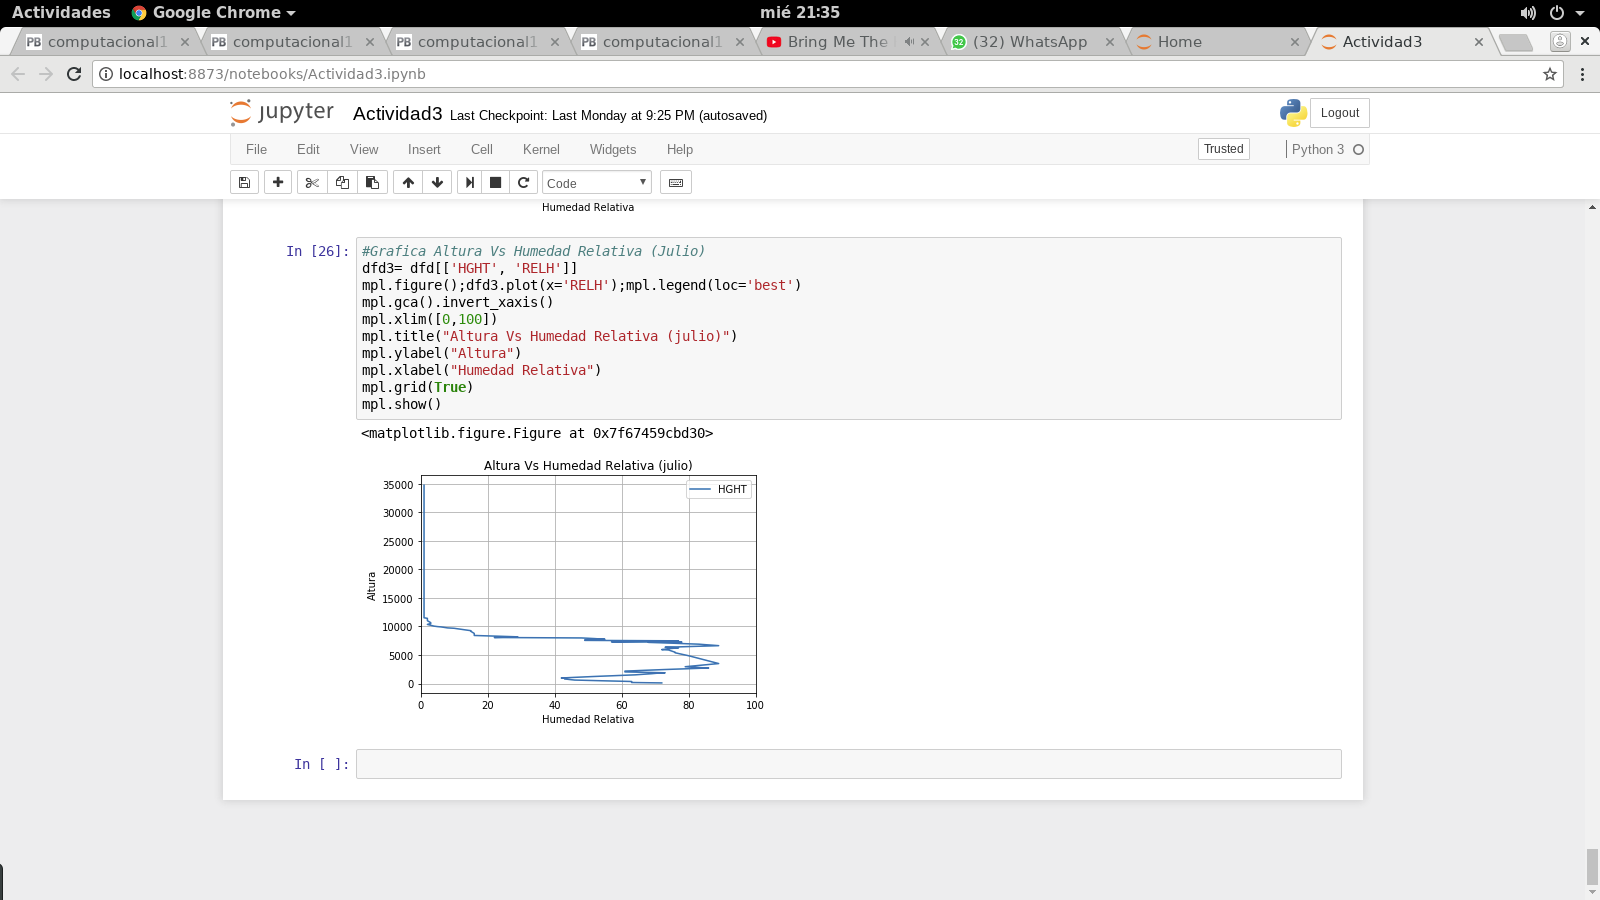 Actividades Google Chrome mié 21:35
PB computacional1 PB computacional1 PB computacional1 PB computacional1 Bring Me The 32 (32) WhatsApp Home Actividad3
localhost:8873/notebooks/Actividad3.ipynb
jupyter Actividad3 Last Checkpoint: Last Monday at 9:25 PM (autosaved) Logout
File Edit View Insert Cell Kernel Widgets Help Trusted Python 3
Code
Humedad Relativa
In [26]: #Grafica Altura Vs Humedad Relativa (Julio)
dfd3= dfd[['HGHT', 'RELH']]
mpl.figure();dfd3.plot(x='RELH');mpl.legend(loc='best')
mpl.gca().invert_xaxis()
mpl.xlim([0,100])
mpl.title("Altura Vs Humedad Relativa (julio)")
mpl.ylabel("Altura")
mpl.xlabel("Humedad Relativa")
mpl.grid(True)
mpl.show()
<matplotlib.figure.Figure at 0x7f67459cbd30>
Altura Vs Humedad Relativa (julio)
HGHT
35000
30000
25000
20000
15000
10000
5000
0
Altura
0 20 40 60 80 100
Humedad Relativa
In [ ]: